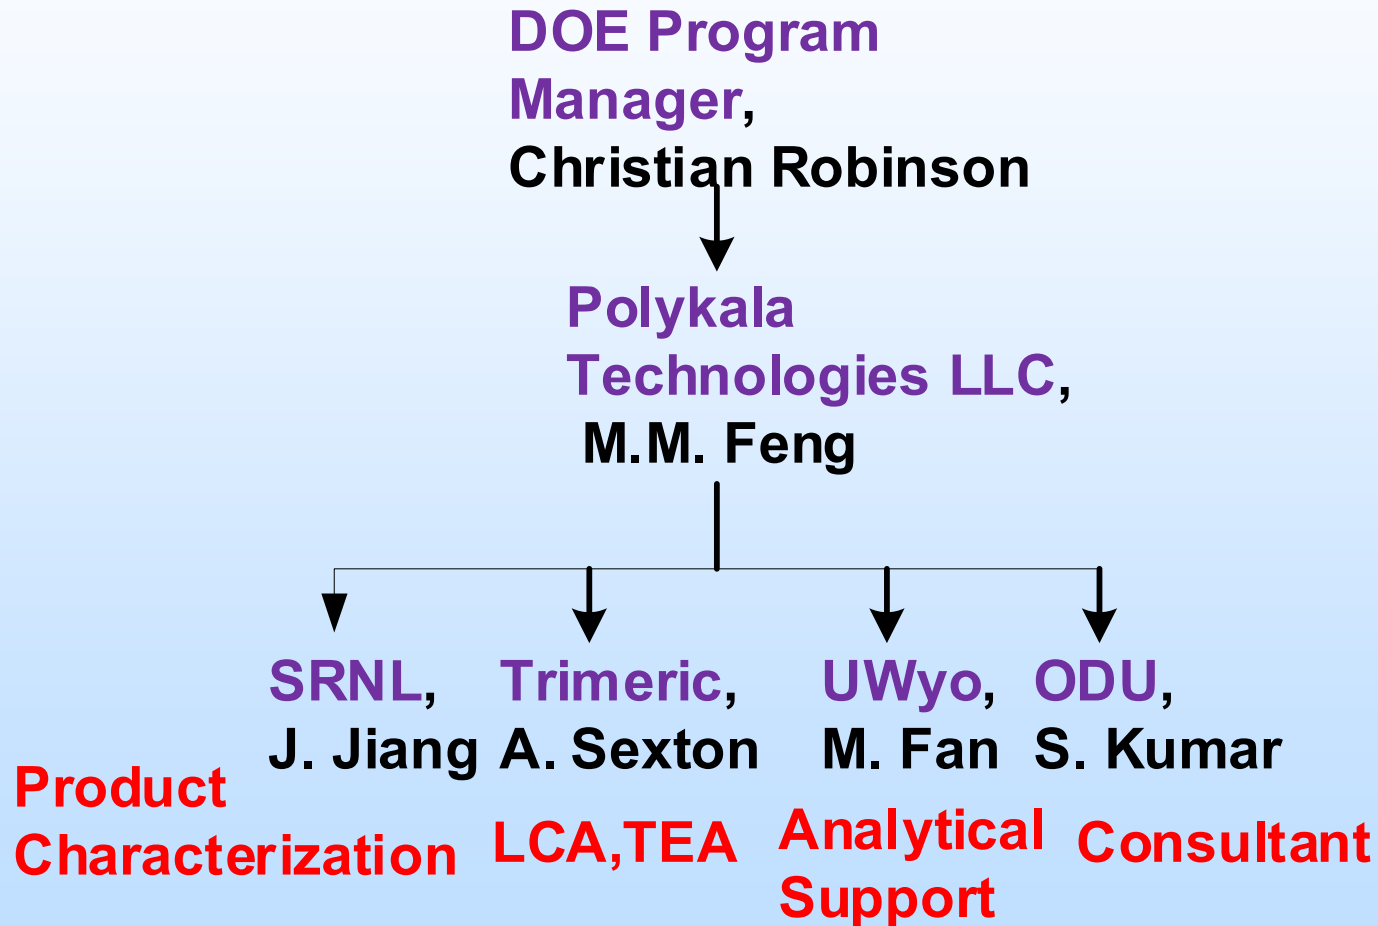 DOE Program
Manager,
Christian Robinson
Polykala
Technologies LLC,
M.M. Feng
SRNL,
J. Jiang
Trimeric,
A. Sexton
UWyo,
M. Fan
ODU,
S. Kumar
Product
Characterization
LCA,TEA
Analytical
Support
Consultant